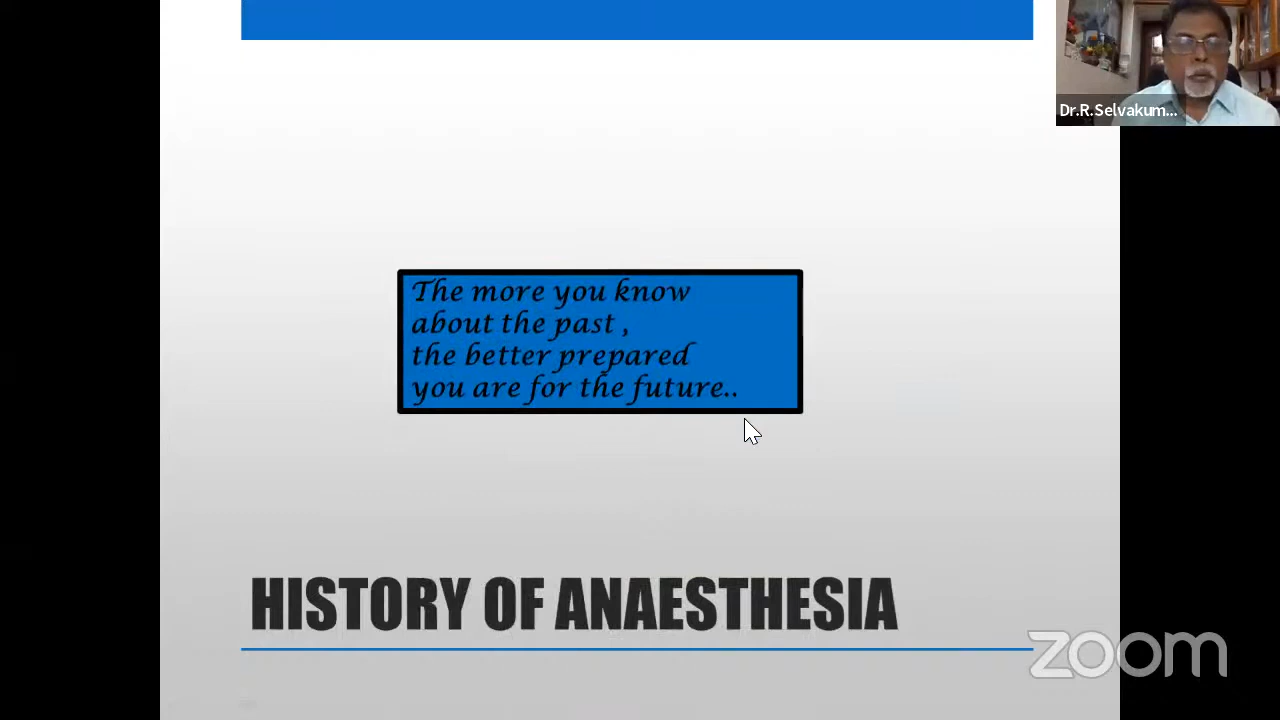 Dr.R.Selvakum...
The more you know
about the past ,
the better prepared
you are for the future..
HISTORY OF ANAESTHESIA
zoom